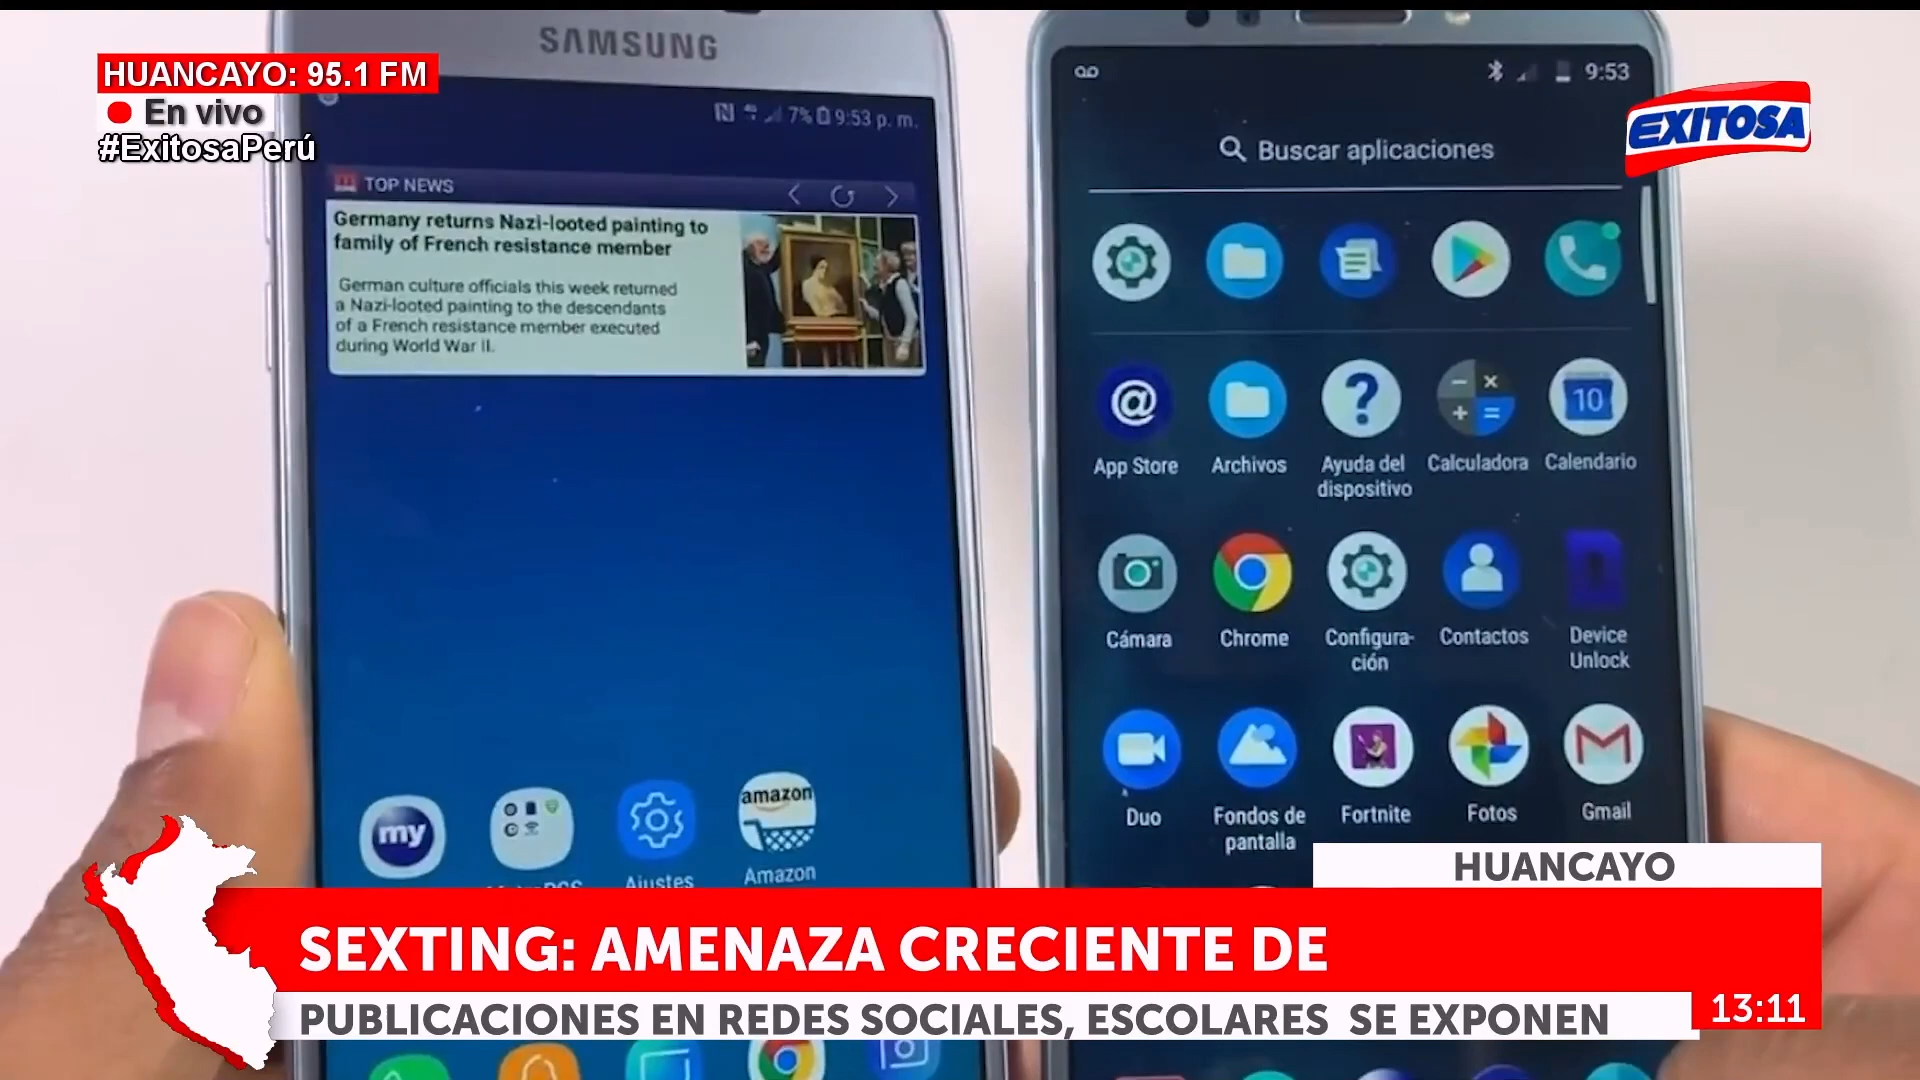 HUANCAYO: 95.1 FM
En vivo
#ExitosaPerú
EXITOSA
SAMSUNG
7% 9:53 p. m.
TOP NEWS
Germany returns Nazi-looted painting to
family of French resistance member
German culture officials this week returned
a Nazi-looted painting to the descendants
of a French resistance member executed
during World War II.
my
amazon
Ajustes
Amazon
9:53
Buscar aplicaciones
10
App Store
Archivos
Ayuda del
dispositivo
Calculadora
Calendario
Cámara
Chrome
Configura-
ción
Contactos
Device
Unlock
Duo
Fondos de
pantalla
Fortnite
Fotos
Gmail
HUANCAYO
SEXTING: AMENAZA CRECIENTE DE
PUBLICACIONES EN REDES SOCIALES, ESCOLARES SE EXPONEN
13:11